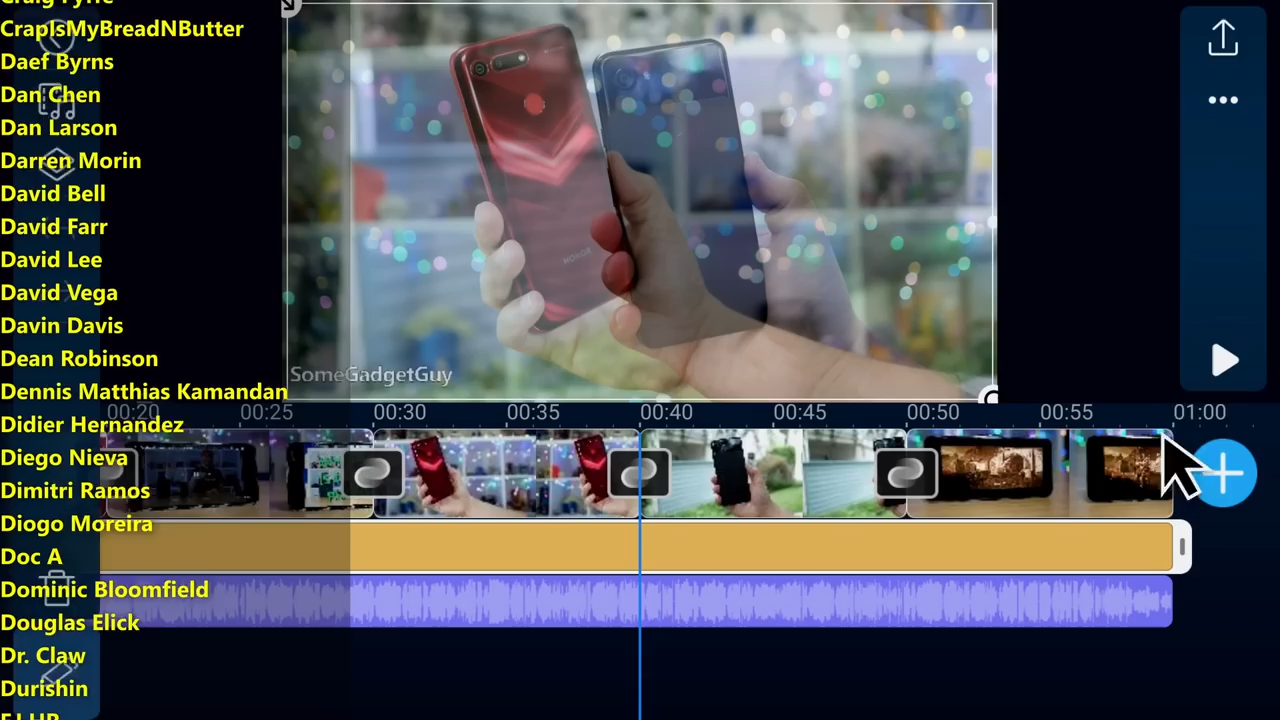 CrapIsMyBreadNButter
Daef Byrns
Dan Chen
Dan Larson
Darren Morin
David Bell
David Farr
David Lee
David Vega
Davin Davis
Dean Robinson
Dennis Matthias Kamandan
Didier Hernandez
Diego Nieva
Dimitri Ramos
Diogo Moreira
Doc A
Dominic Bloomfield
Douglas Elick
Dr. Claw
Durishin
HONOR
SomeGadgetGuy
00:20 00:25 00:30 00:35 00:40 00:45 00:50 00:55 01:00